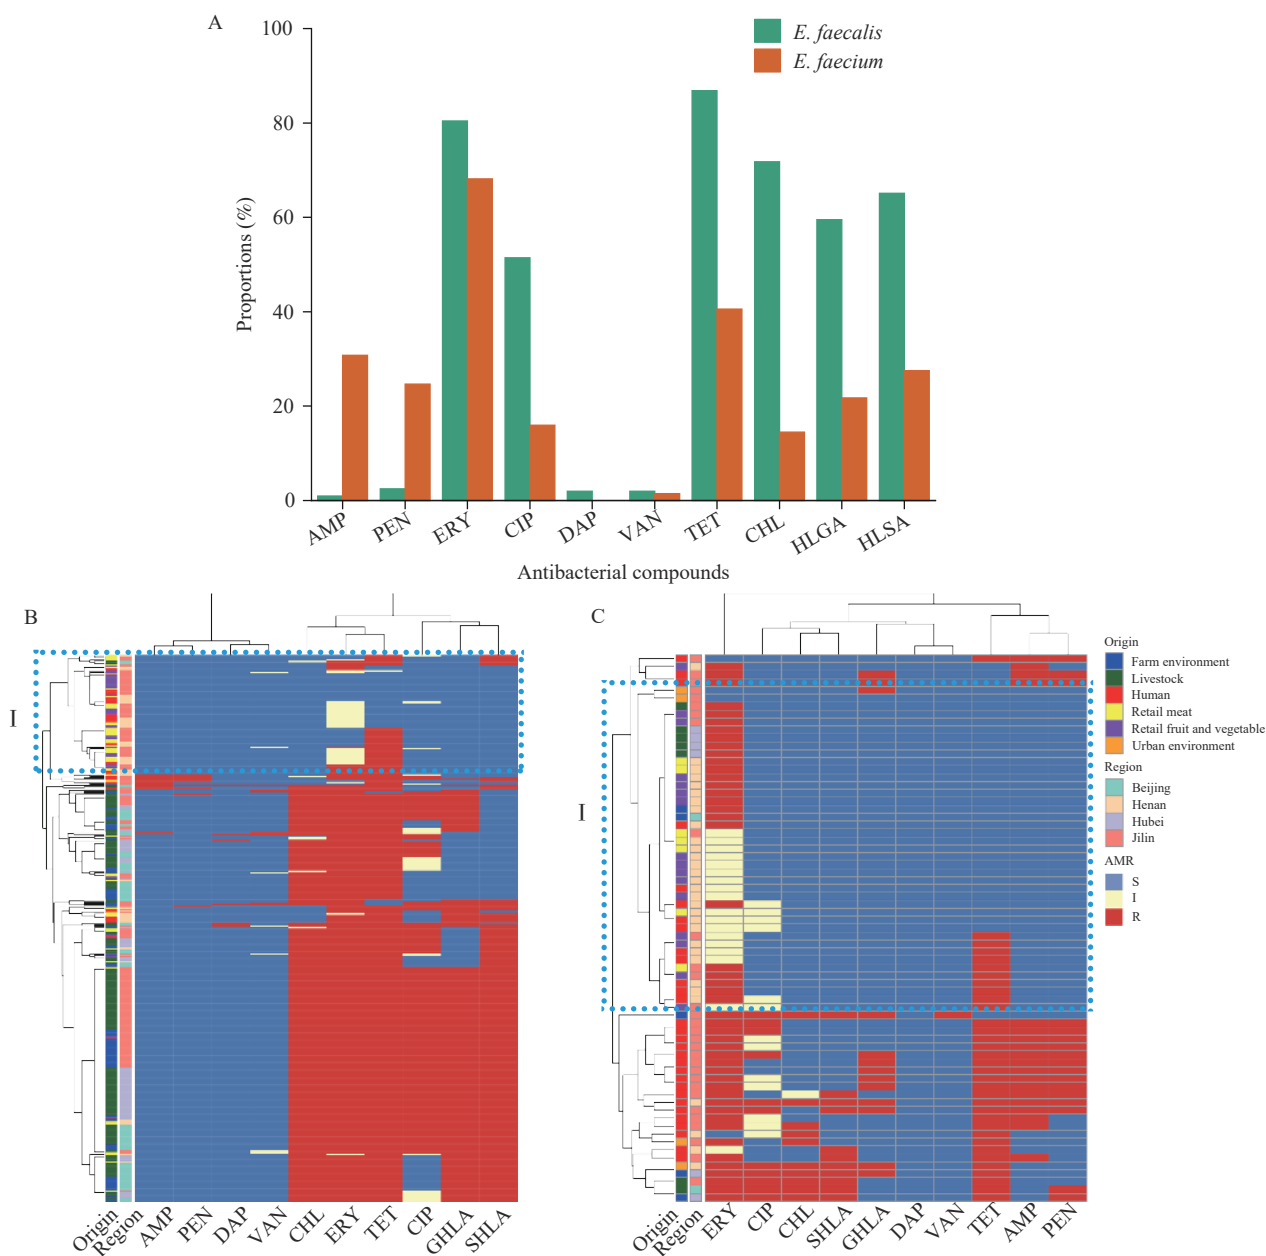 A
100
80
60
40
20
0
Proportions (%)
E. faecalis
E. faecium
AMP PEN ERY CIP DAP VAN TET CHL HLGA HLSA
Antibacterial compounds
B
I
Origin Region AMP PEN DAP VAN CHL ERY TET CIP GHLA SHLA
C
I
Origin Region ERY CIP CHL SHLA GHLA DAP VAN TET AMP PEN
Origin
Farm environment
Livestock
Human
Retail meat
Retail fruit and vegetable
Urban environment
Region
Beijing
Henan
Hubei
Jilin
AMR
S
I
R